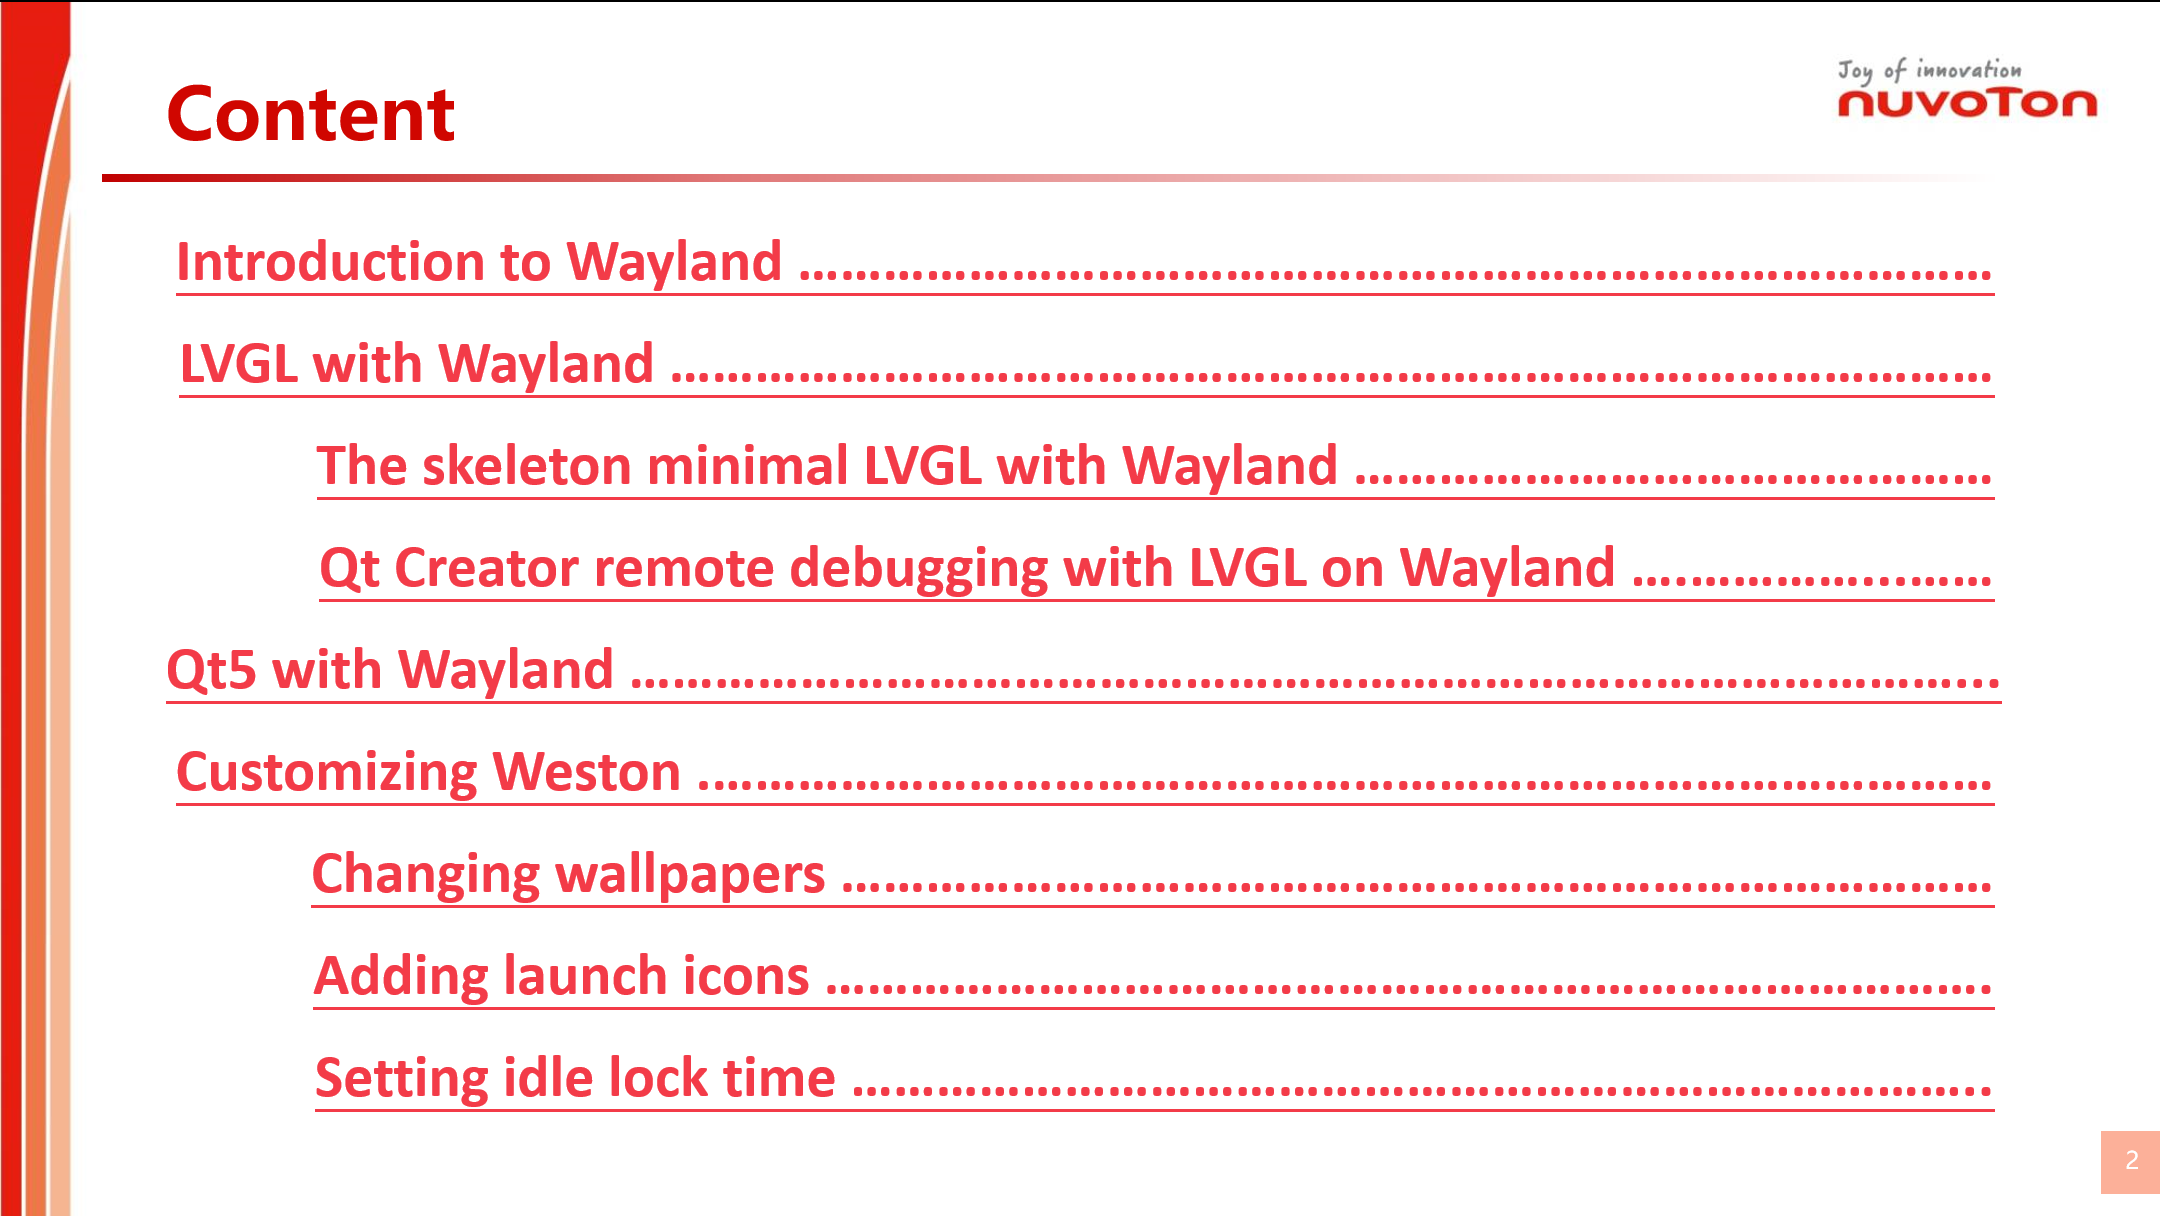 Content
Joy of innovation
nuvoTon
Introduction to Wayland ……………………………………………………………………………
LVGL with Wayland ……………………………………………………………………………………
The skeleton minimal LVGL with Wayland ………………………………………
Qt Creator remote debugging with LVGL on Wayland ….…………..………
Qt5 with Wayland ………………………………………………………………………………………...
Customizing Weston .…………………………………………………………………………………
Changing wallpapers …………………………………………………………………………
Adding launch icons ………………………………………………………………………….
Setting idle lock time ………………………………………………………………………..
2